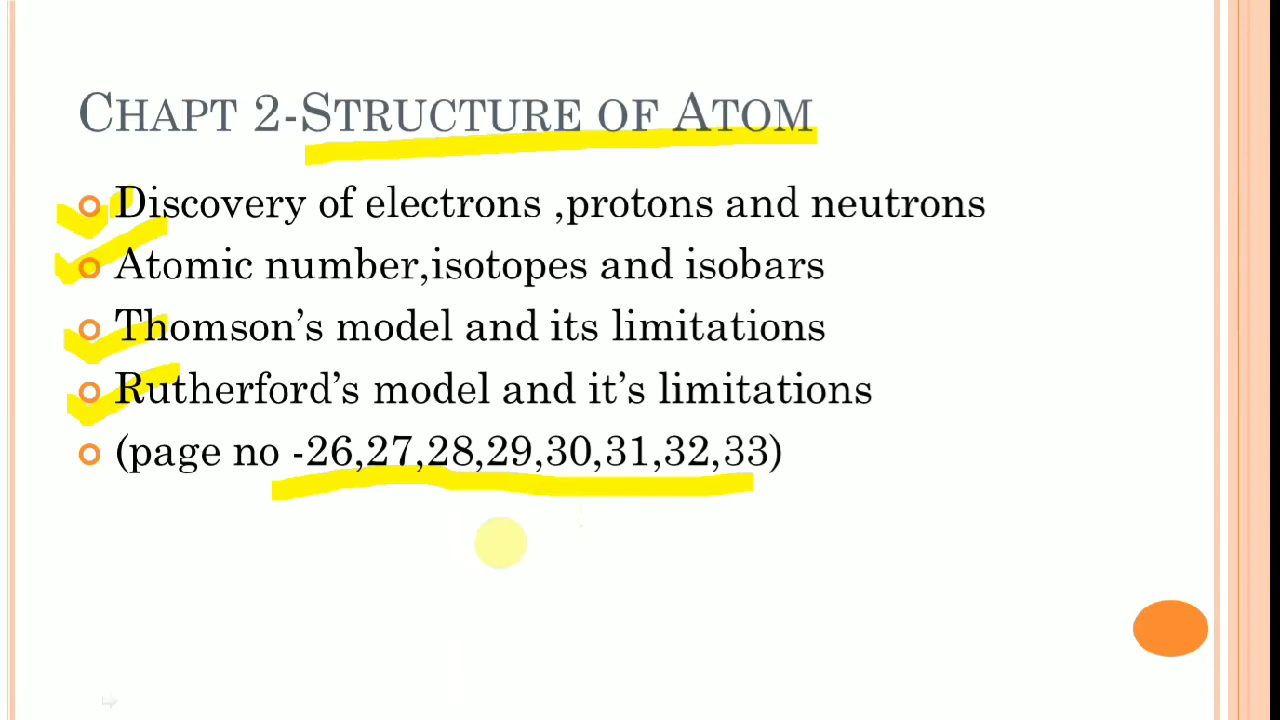 CHAPT 2-STRUCTURE OF ATOM
Discovery of electrons ,protons and neutrons
Atomic number,isotopes and isobars
Thomson’s model and its limitations
Rutherford’s model and it’s limitations
(page no -26,27,28,29,30,31,32,33)